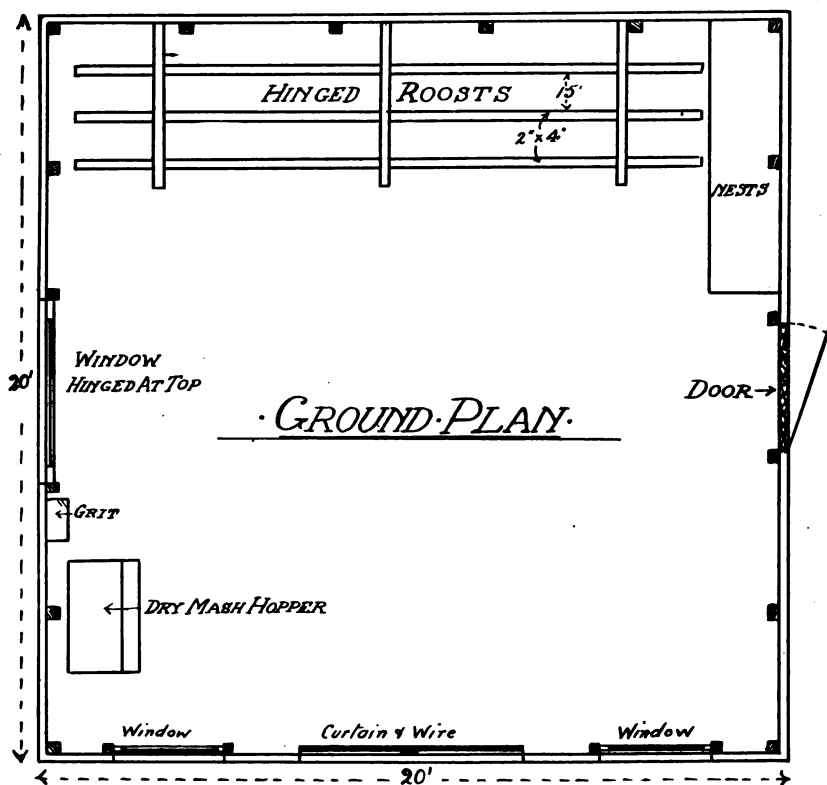 HINGED ROOSTS
15'
2"x4"
NESTS
WINDOW
HINGED AT TOP
20'
DOOR
·GROUND·PLAN·
GRIT
DRY MASH HOPPER
Window
Curtain & Wire
Window
20'